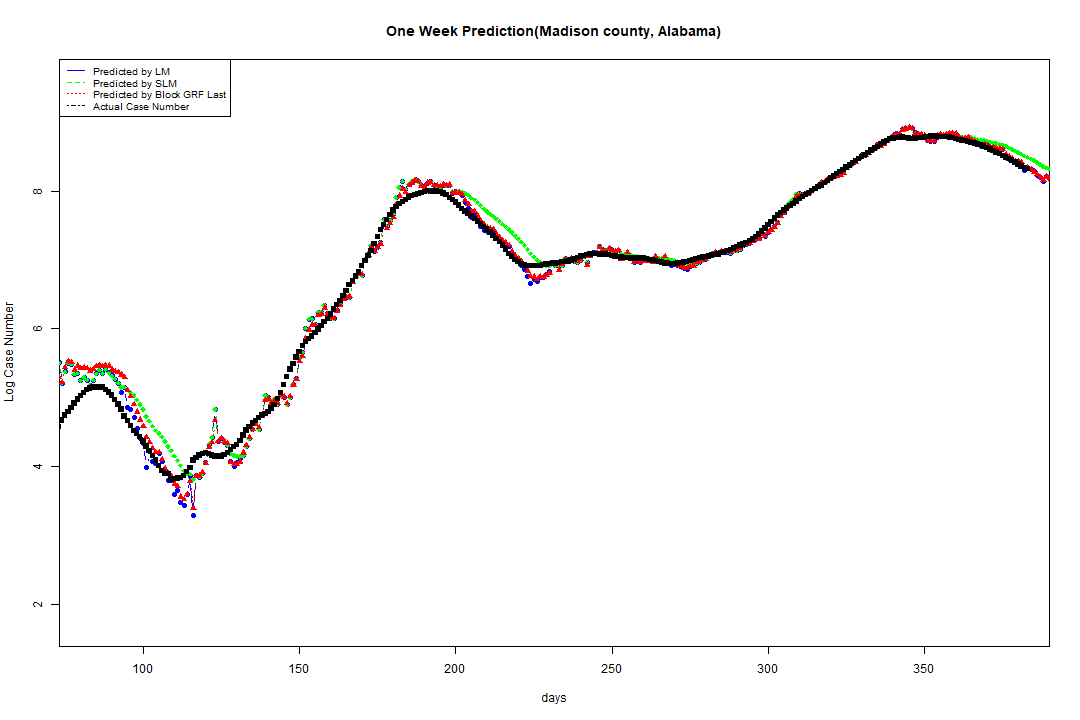 One Week Prediction(Madison county, Alabama)
Predicted by LM
Predicted by SLM
Predicted by Block GRF Last
Actual Case Number
Log Case Number
8
6
4
2
100 150 200 250 300 350
days